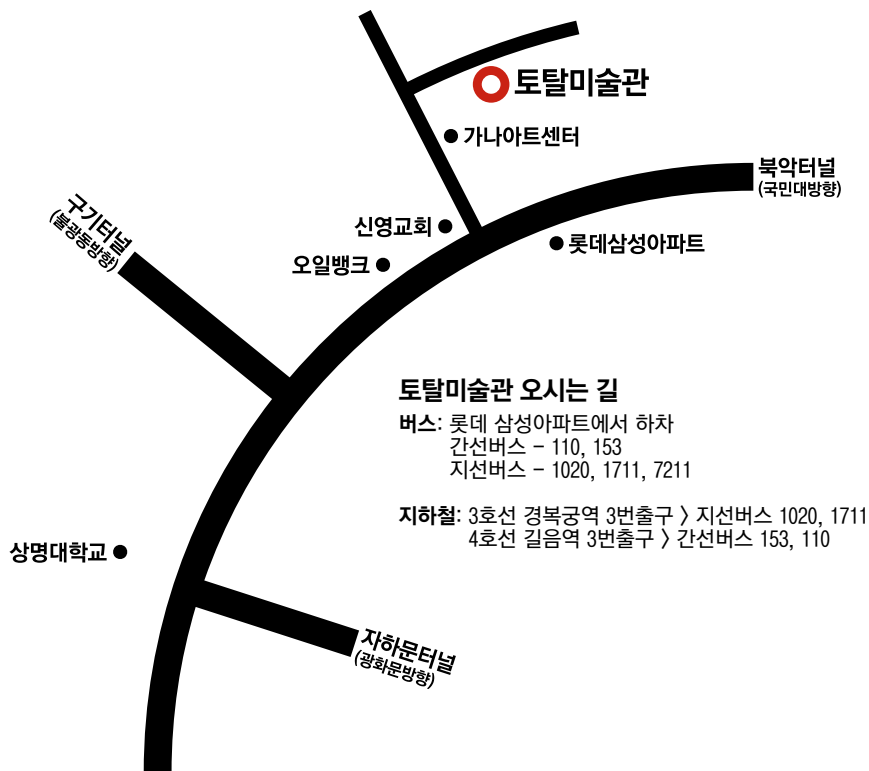 토탈미술관
가나아트센터
북악터널
(국민대방향)
구기터널
(불광동방향)
신영교회
롯데삼성아파트
오일뱅크
토탈미술관 오시는 길
버스: 롯데 삼성아파트에서 하차
간선버스 – 110, 153
지선버스 – 1020, 1711, 7211
지하철: 3호선 경복궁역 3번출구 〉 지선버스 1020, 1711
4호선 길음역 3번출구 〉 간선버스 153, 110
상명대학교
자하문터널
(광화문방향)